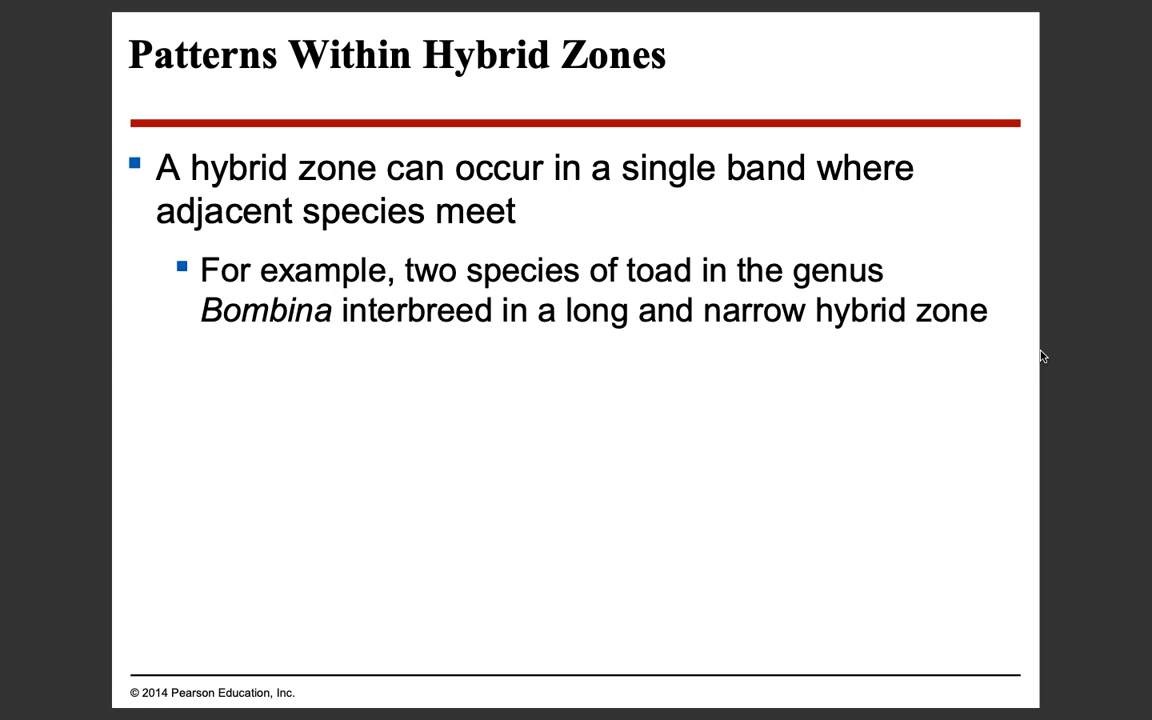 Patterns Within Hybrid Zones
A hybrid zone can occur in a single band where
adjacent species meet
For example, two species of toad in the genus
Bombina interbreed in a long and narrow hybrid zone
© 2014 Pearson Education, Inc.